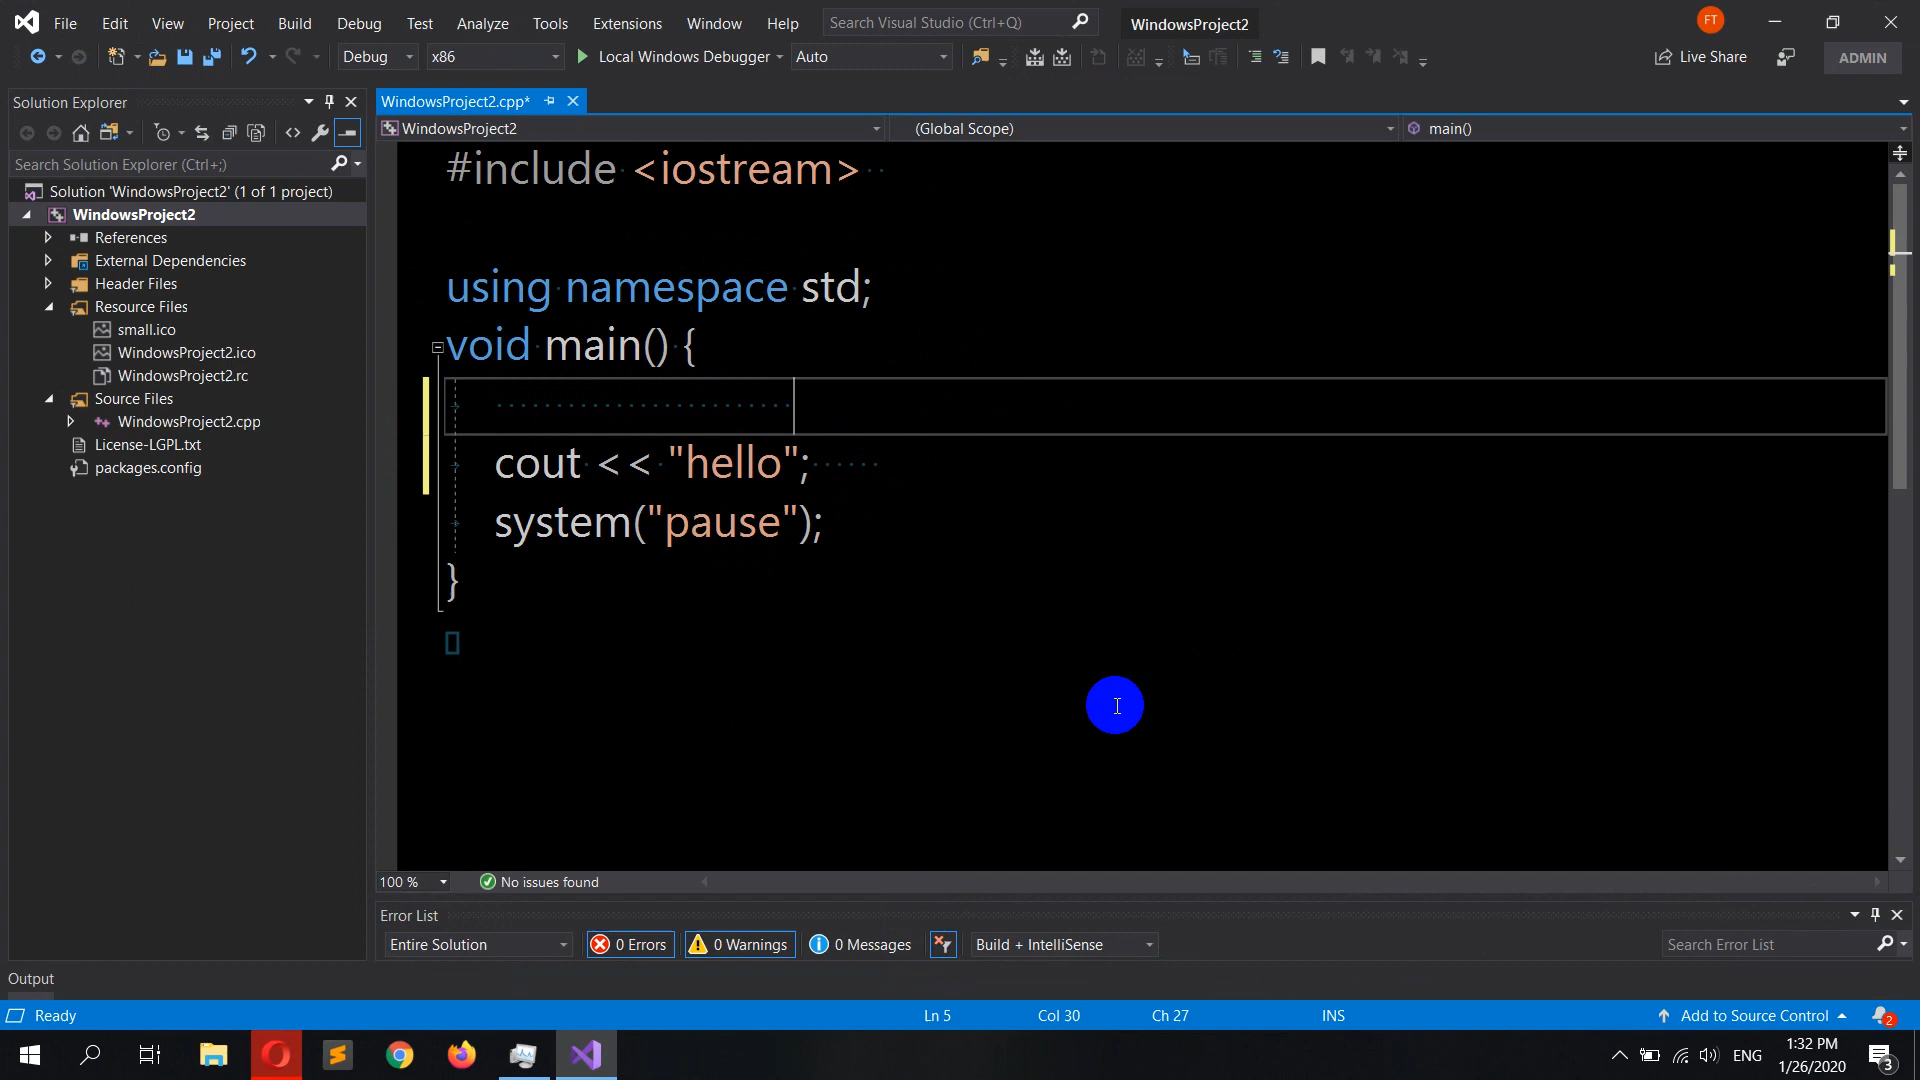 File Edit View Project Build Debug Test Analyze Tools Extensions Window Help Search Visual Studio (Ctrl+Q) WindowsProject2 FT
Debug x86 Local Windows Debugger Auto Live Share ADMIN
Solution Explorer
Search Solution Explorer (Ctrl+;)
Solution 'WindowsProject2' (1 of 1 project)
WindowsProject2
References
External Dependencies
Header Files
Resource Files
small.ico
WindowsProject2.ico
WindowsProject2.rc
Source Files
WindowsProject2.cpp
License-LGPL.txt
packages.config
WindowsProject2.cpp*
WindowsProject2 (Global Scope) main()
#include <iostream>
using namespace std;
void main() {
cout << "hello";
system("pause");
}
100 % No issues found
Error List
Entire Solution 0 Errors 0 Warnings 0 Messages Build + IntelliSense Search Error List
Output
Ready Ln 5 Col 30 Ch 27 INS Add to Source Control 2
ENG 1:32 PM
1/26/2020 3